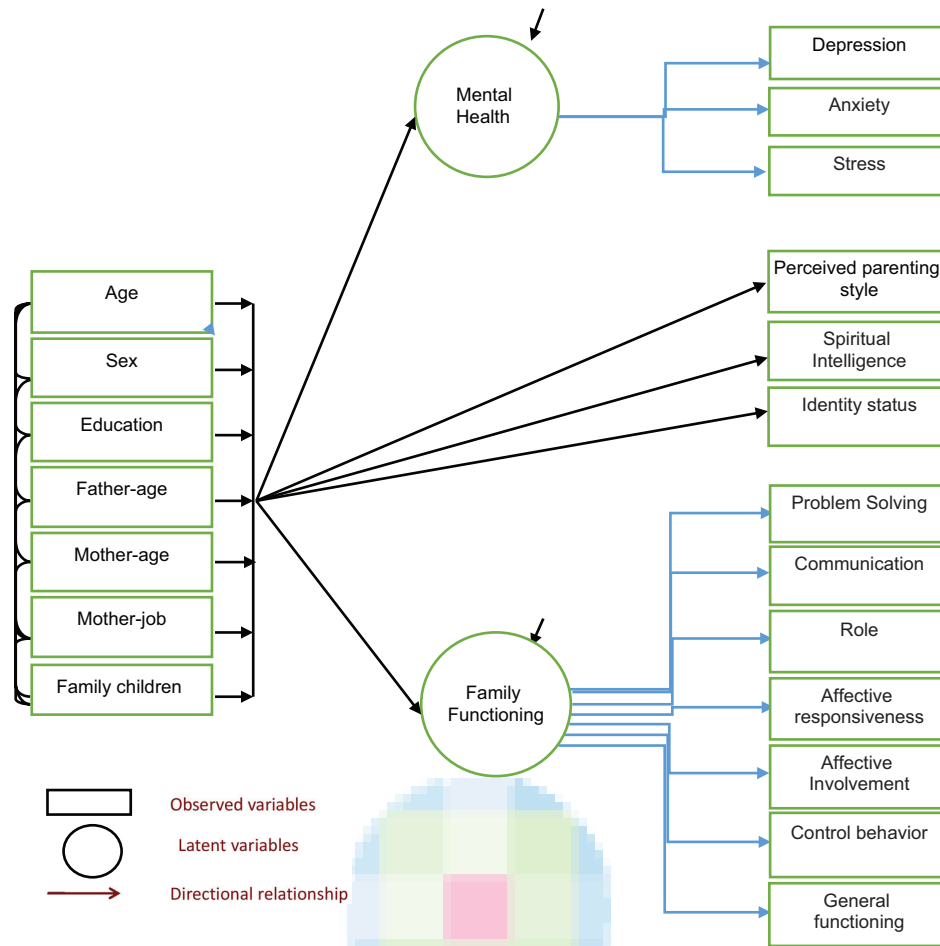 Mental
Health
Depression
Anxiety
Stress
Perceived parenting
style
Spiritual
Intelligence
Identity status
Age
Sex
Education
Father-age
Mother-age
Mother-job
Family children
Family
Functioning
Problem Solving
Communication
Role
Affective
responsiveness
Affective
Involvement
Control behavior
General
functioning
Observed variables
Latent variables
Directional relationship